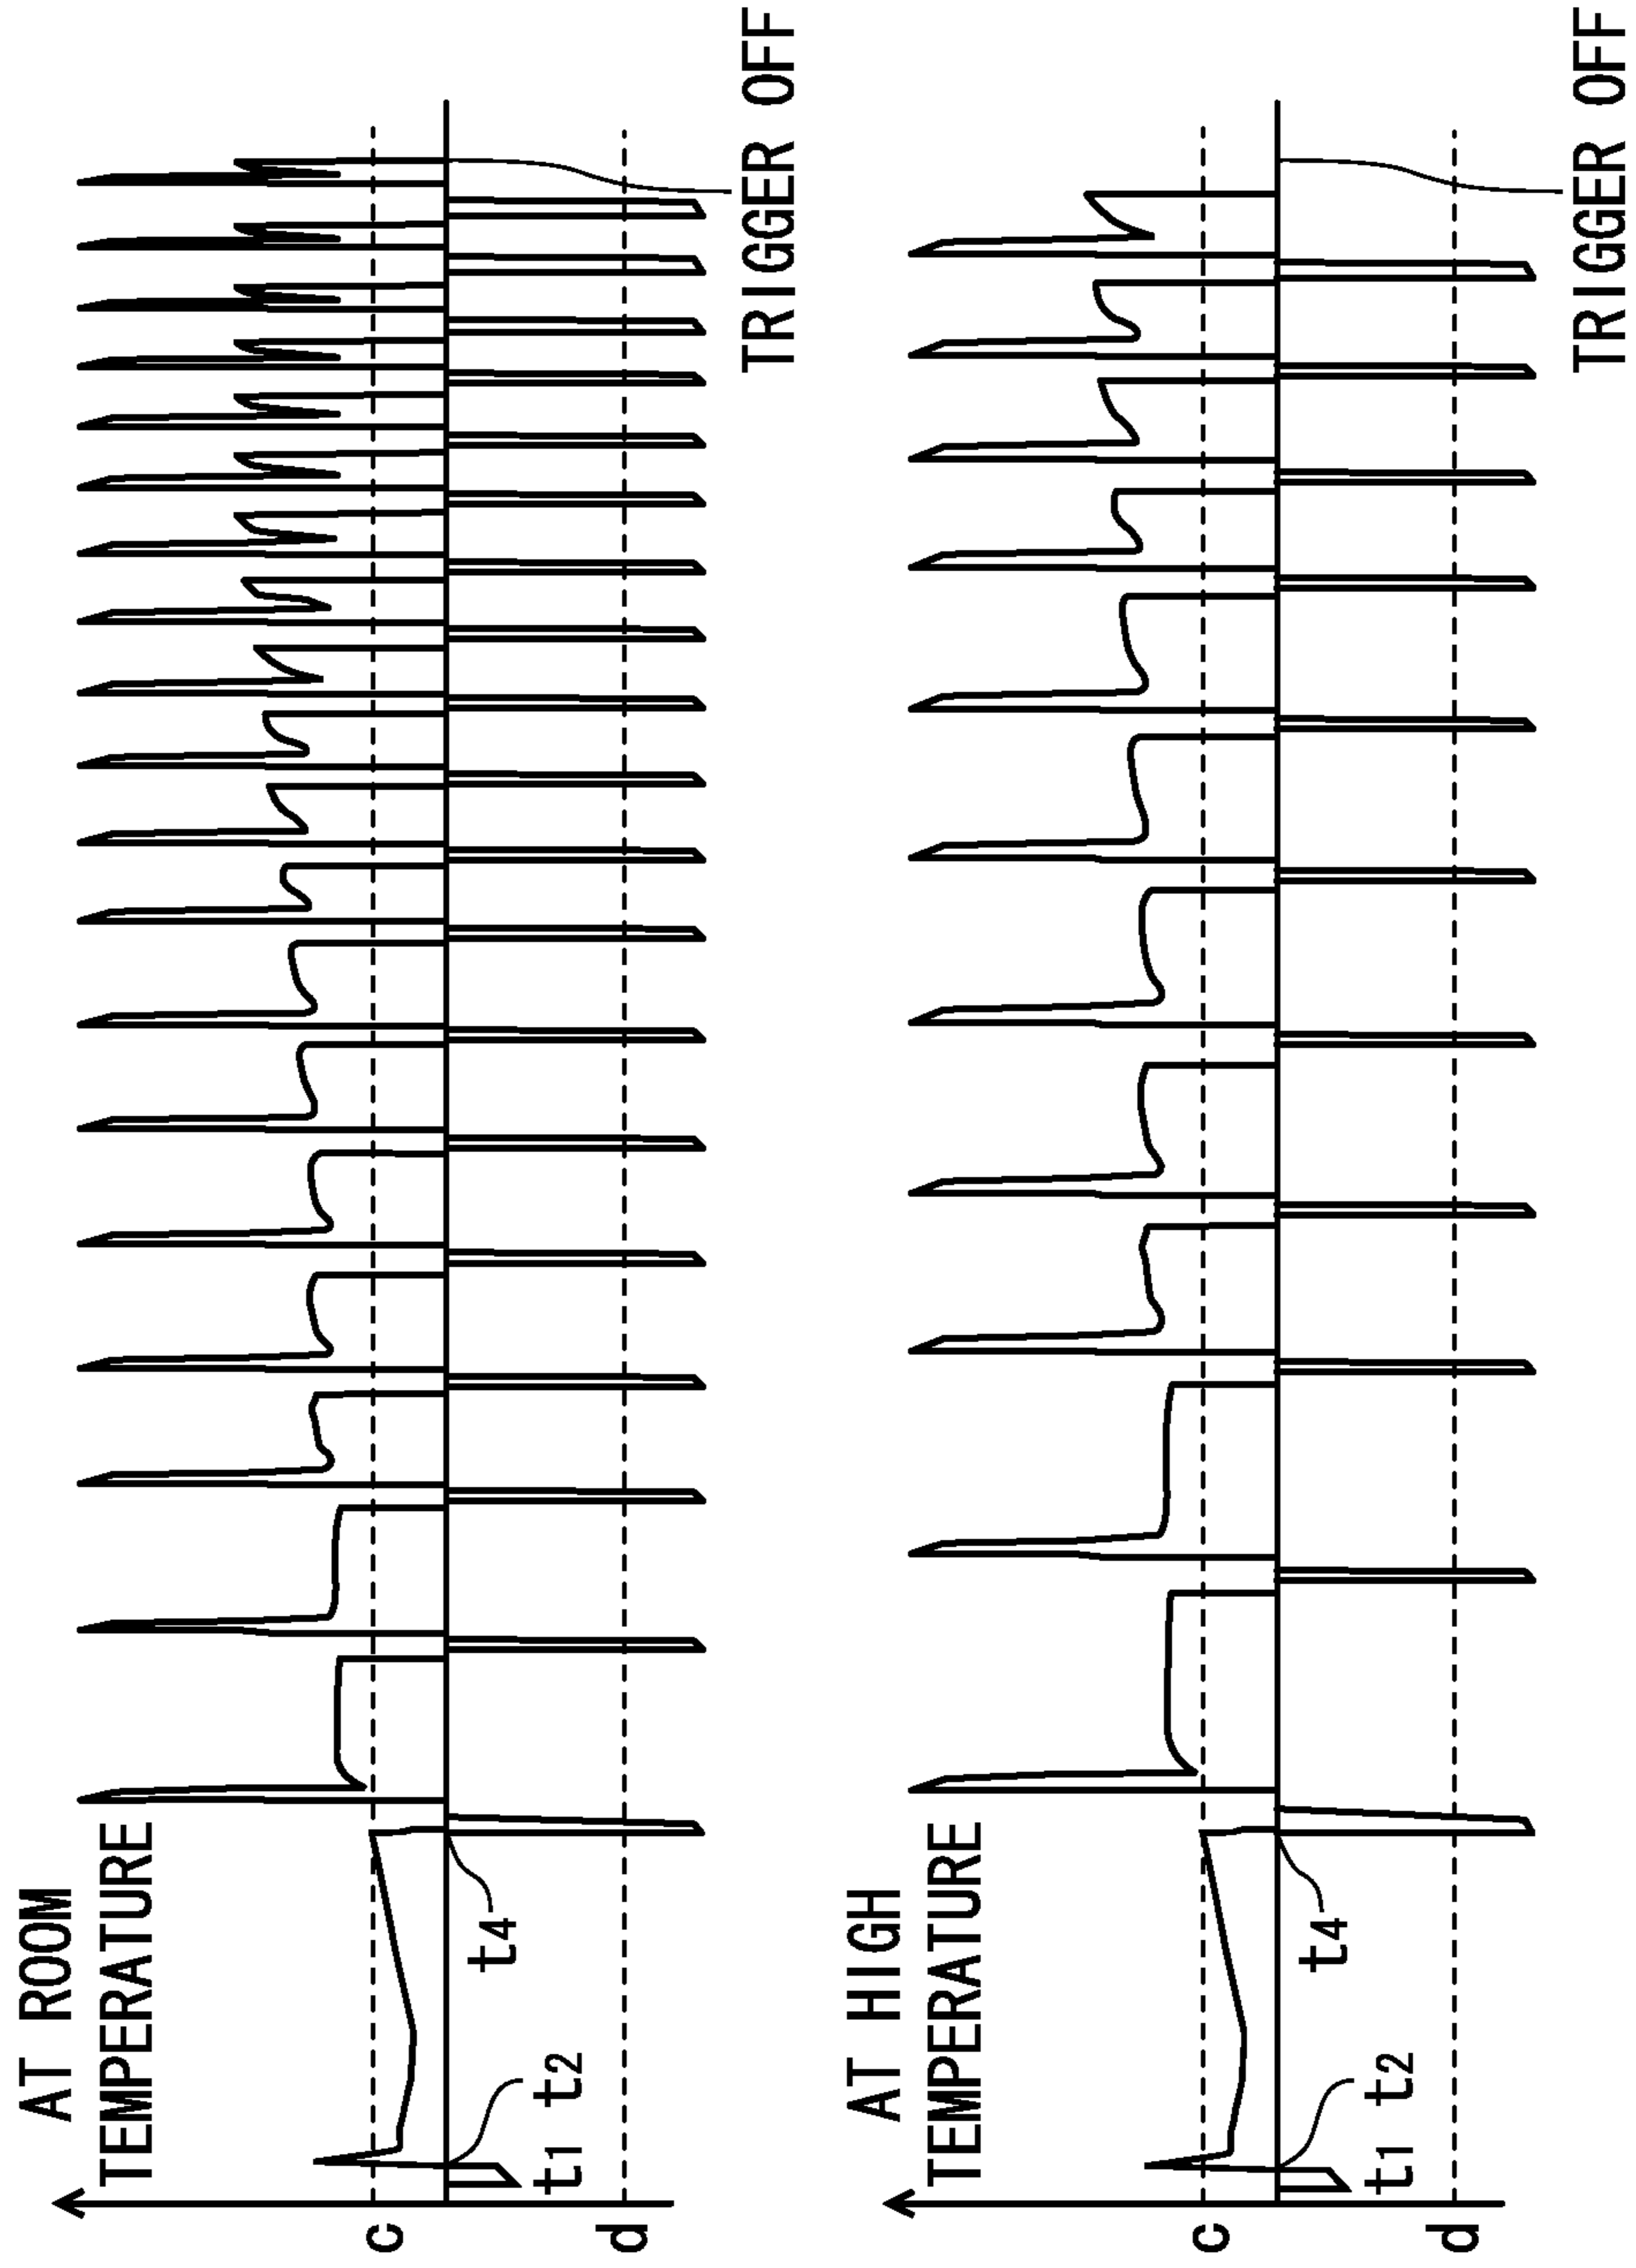 AT ROOM
TEMPERATURE
c
d
t1 t2
t4
TRIGGER OFF
AT HIGH
TEMPERATURE
c
d
t1 t2
t4
TRIGGER OFF